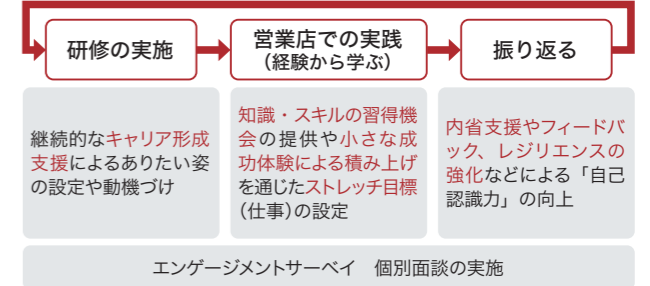 研修の実施
営業店での実践
（経験から学ぶ）
振り返る
継続的なキャリア形成
支援によるありたい姿
の設定や動機づけ
知識・スキルの習得機
会の提供や小さな成
功体験による積み上げ
を通じたストレッチ目標
（仕事）の設定
内省支援やフィードバ
ック、レジリエンスの
強化などによる「自己
認識力」の向上
エンゲージメントサーベイ　個別面談の実施